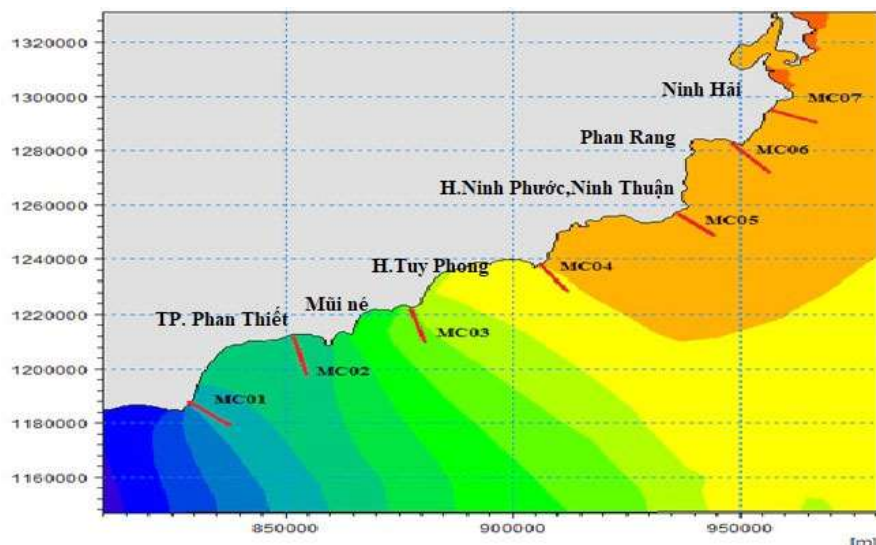 1320000
Ninh Hải
1300000
MC07
Phan Rang
1280000
MC06
H.Ninh Phước,Ninh Thuận
1260000
MC05
H.Tuy Phong
1240000
MC04
Mũi né
TP. Phan Thiết
1220000
MC03
1200000
MC02
MC01
1180000
1160000
850000 900000 950000
[m]